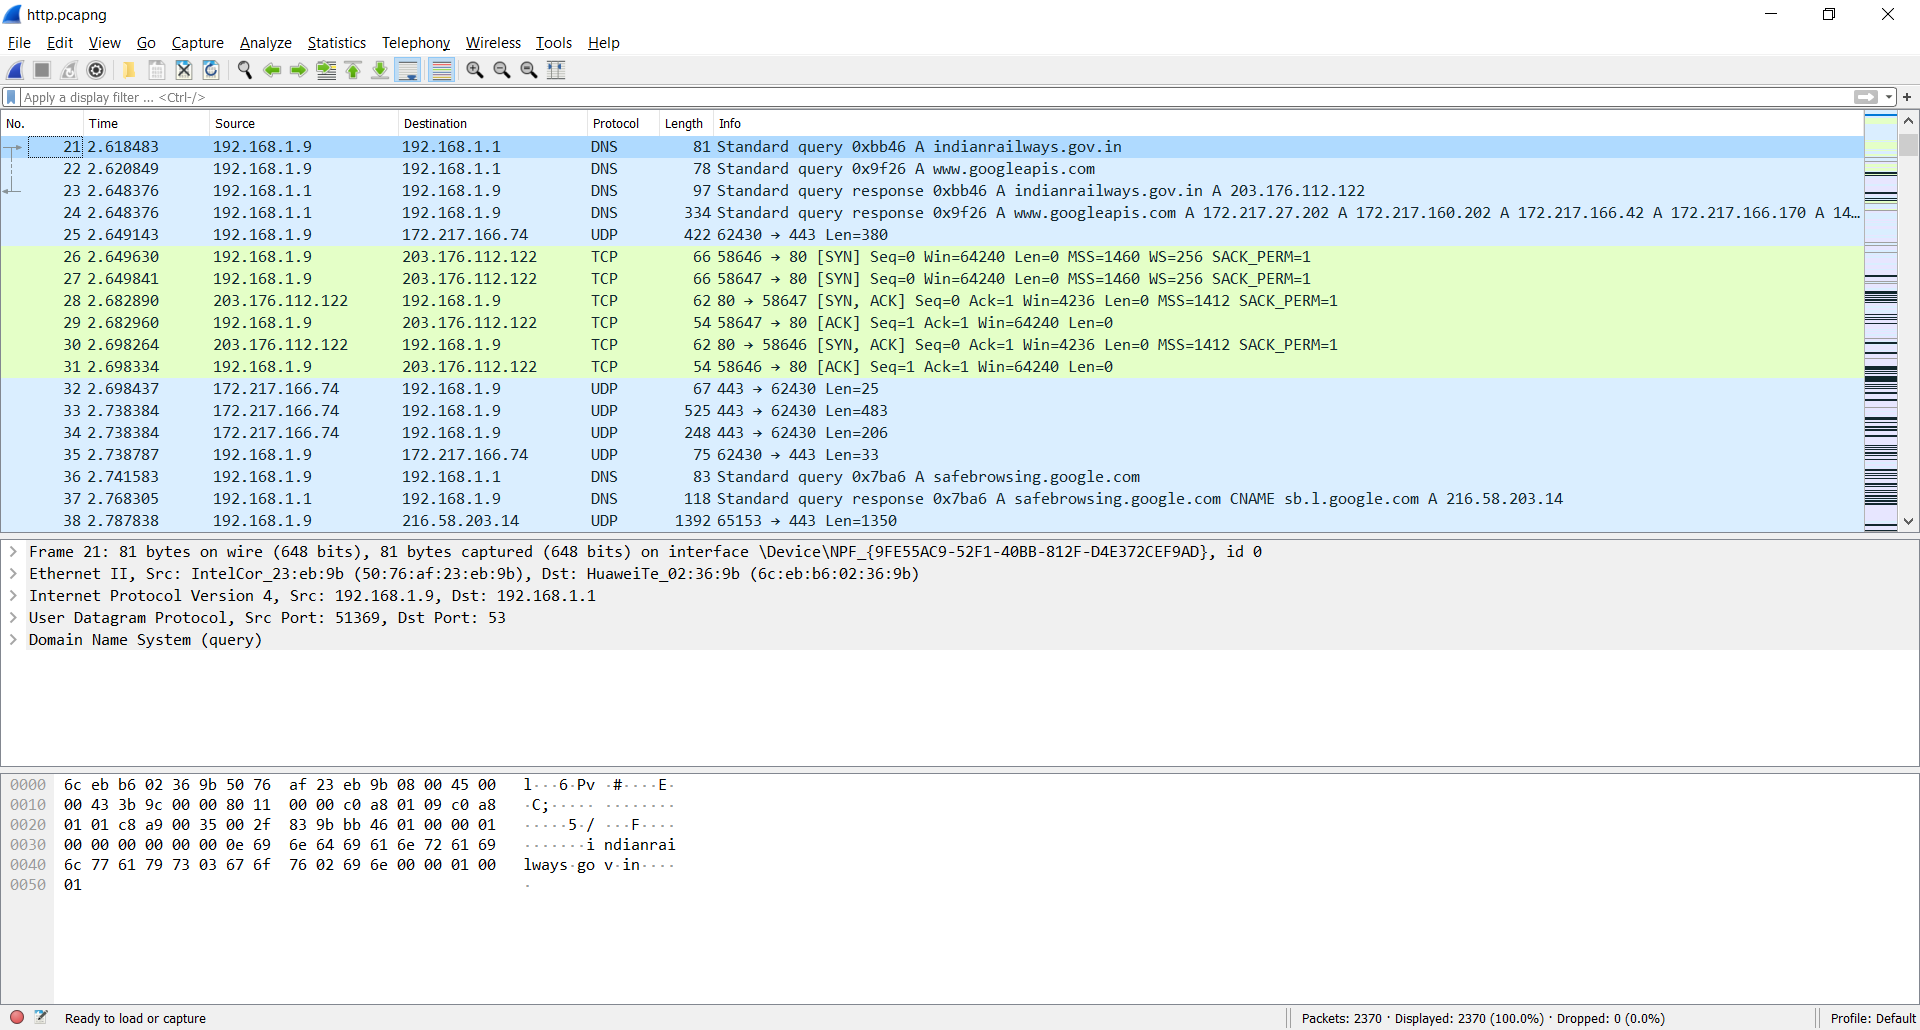 http.pcapng
File Edit View Go Capture Analyze Statistics Telephony Wireless Tools Help
Apply a display filter ... <Ctrl-/>
No. Time Source Destination Protocol Length Info
21 2.618483 192.168.1.9 192.168.1.1 DNS 81 Standard query 0xbb46 A indianrailways.gov.in
22 2.620849 192.168.1.9 192.168.1.1 DNS 78 Standard query 0x9f26 A www.googleapis.com
23 2.648376 192.168.1.1 192.168.1.9 DNS 97 Standard query response 0xbb46 A indianrailways.gov.in A 203.176.112.122
24 2.648376 192.168.1.1 192.168.1.9 DNS 334 Standard query response 0x9f26 A www.googleapis.com A 172.217.27.202 A 172.217.160.202 A 172.217.166.42 A 172.217.166.170 A 14…
25 2.649143 192.168.1.9 172.217.166.74 UDP 422 62430 → 443 Len=380
26 2.649630 192.168.1.9 203.176.112.122 TCP 66 58646 → 80 [SYN] Seq=0 Win=64240 Len=0 MSS=1460 WS=256 SACK_PERM=1
27 2.649841 192.168.1.9 203.176.112.122 TCP 66 58647 → 80 [SYN] Seq=0 Win=64240 Len=0 MSS=1460 WS=256 SACK_PERM=1
28 2.682890 203.176.112.122 192.168.1.9 TCP 62 80 → 58647 [SYN, ACK] Seq=0 Ack=1 Win=4236 Len=0 MSS=1412 SACK_PERM=1
29 2.682960 192.168.1.9 203.176.112.122 TCP 54 58647 → 80 [ACK] Seq=1 Ack=1 Win=64240 Len=0
30 2.698264 203.176.112.122 192.168.1.9 TCP 62 80 → 58646 [SYN, ACK] Seq=0 Ack=1 Win=4236 Len=0 MSS=1412 SACK_PERM=1
31 2.698334 192.168.1.9 203.176.112.122 TCP 54 58646 → 80 [ACK] Seq=1 Ack=1 Win=64240 Len=0
32 2.698437 172.217.166.74 192.168.1.9 UDP 67 443 → 62430 Len=25
33 2.738384 172.217.166.74 192.168.1.9 UDP 525 443 → 62430 Len=483
34 2.738384 172.217.166.74 192.168.1.9 UDP 248 443 → 62430 Len=206
35 2.738787 192.168.1.9 172.217.166.74 UDP 75 62430 → 443 Len=33
36 2.741583 192.168.1.9 192.168.1.1 DNS 83 Standard query 0x7ba6 A safebrowsing.google.com
37 2.768305 192.168.1.1 192.168.1.9 DNS 118 Standard query response 0x7ba6 A safebrowsing.google.com CNAME sb.l.google.com A 216.58.203.14
38 2.787838 192.168.1.9 216.58.203.14 UDP 1392 65153 → 443 Len=1350
Frame 21: 81 bytes on wire (648 bits), 81 bytes captured (648 bits) on interface \Device\NPF_{9FE55AC9-52F1-40BB-812F-D4E372CEF9AD}, id 0
Ethernet II, Src: IntelCor_23:eb:9b (50:76:af:23:eb:9b), Dst: HuaweiTe_02:36:9b (6c:eb:b6:02:36:9b)
Internet Protocol Version 4, Src: 192.168.1.9, Dst: 192.168.1.1
User Datagram Protocol, Src Port: 51369, Dst Port: 53
Domain Name System (query)
0000 6c eb b6 02 36 9b 50 76 af 23 eb 9b 08 00 45 00 l···6·Pv ·#····E·
0010 00 43 3b 9c 00 00 80 11 00 00 c0 a8 01 09 c0 a8 ·C;····· ········
0020 01 01 c8 a9 00 35 00 2f 83 9b bb 46 01 00 00 01 ·····5·/ ···F····
0030 00 00 00 00 00 00 0e 69 6e 64 69 61 6e 72 61 69 ·······i ndianrai
0040 6c 77 61 79 73 03 67 6f 76 02 69 6e 00 00 01 00 lways·go v·in····
0050 01 ·
Ready to load or capture Packets: 2370 · Displayed: 2370 (100.0%) · Dropped: 0 (0.0%) Profile: Default